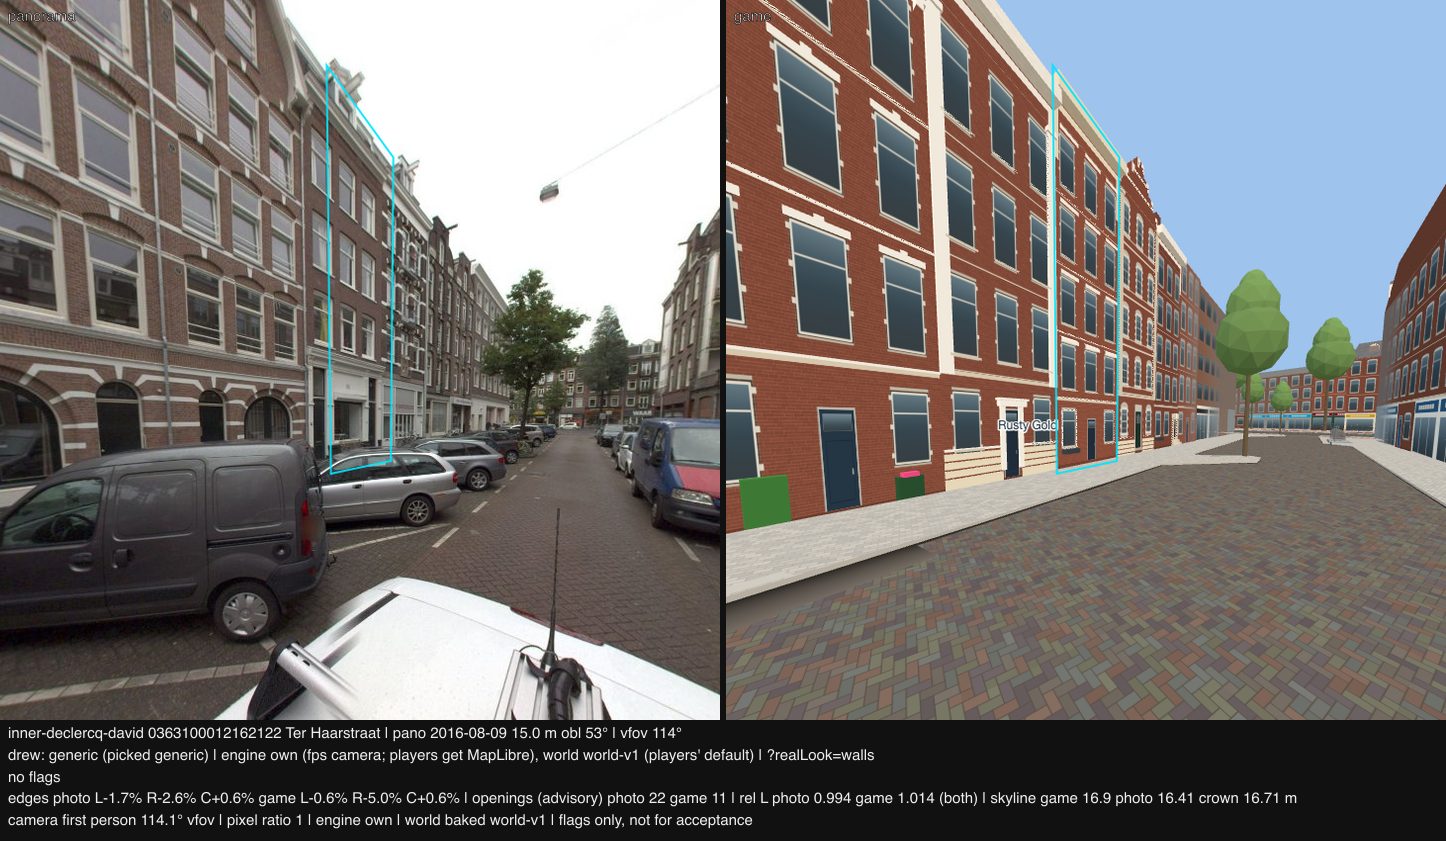 panorama
game
WAAR
Rusty Gold
inner-declercq-david 0363100012162122 Ter Haarstraat | pano 2016-08-09 15.0 m obl 53° | vfov 114°
drew: generic (picked generic) | engine own (fps camera; players get MapLibre), world world-v1 (players' default) | ?realLook=walls
no flags
edges photo L-1.7% R-2.6% C+0.6% game L-0.6% R-5.0% C+0.6% | openings (advisory) photo 22 game 11 | rel L photo 0.994 game 1.014 (both) | skyline game 16.9 photo 16.41 crown 16.71 m
camera first person 114.1° vfov | pixel ratio 1 | engine own | world baked world-v1 | flags only, not for acceptance